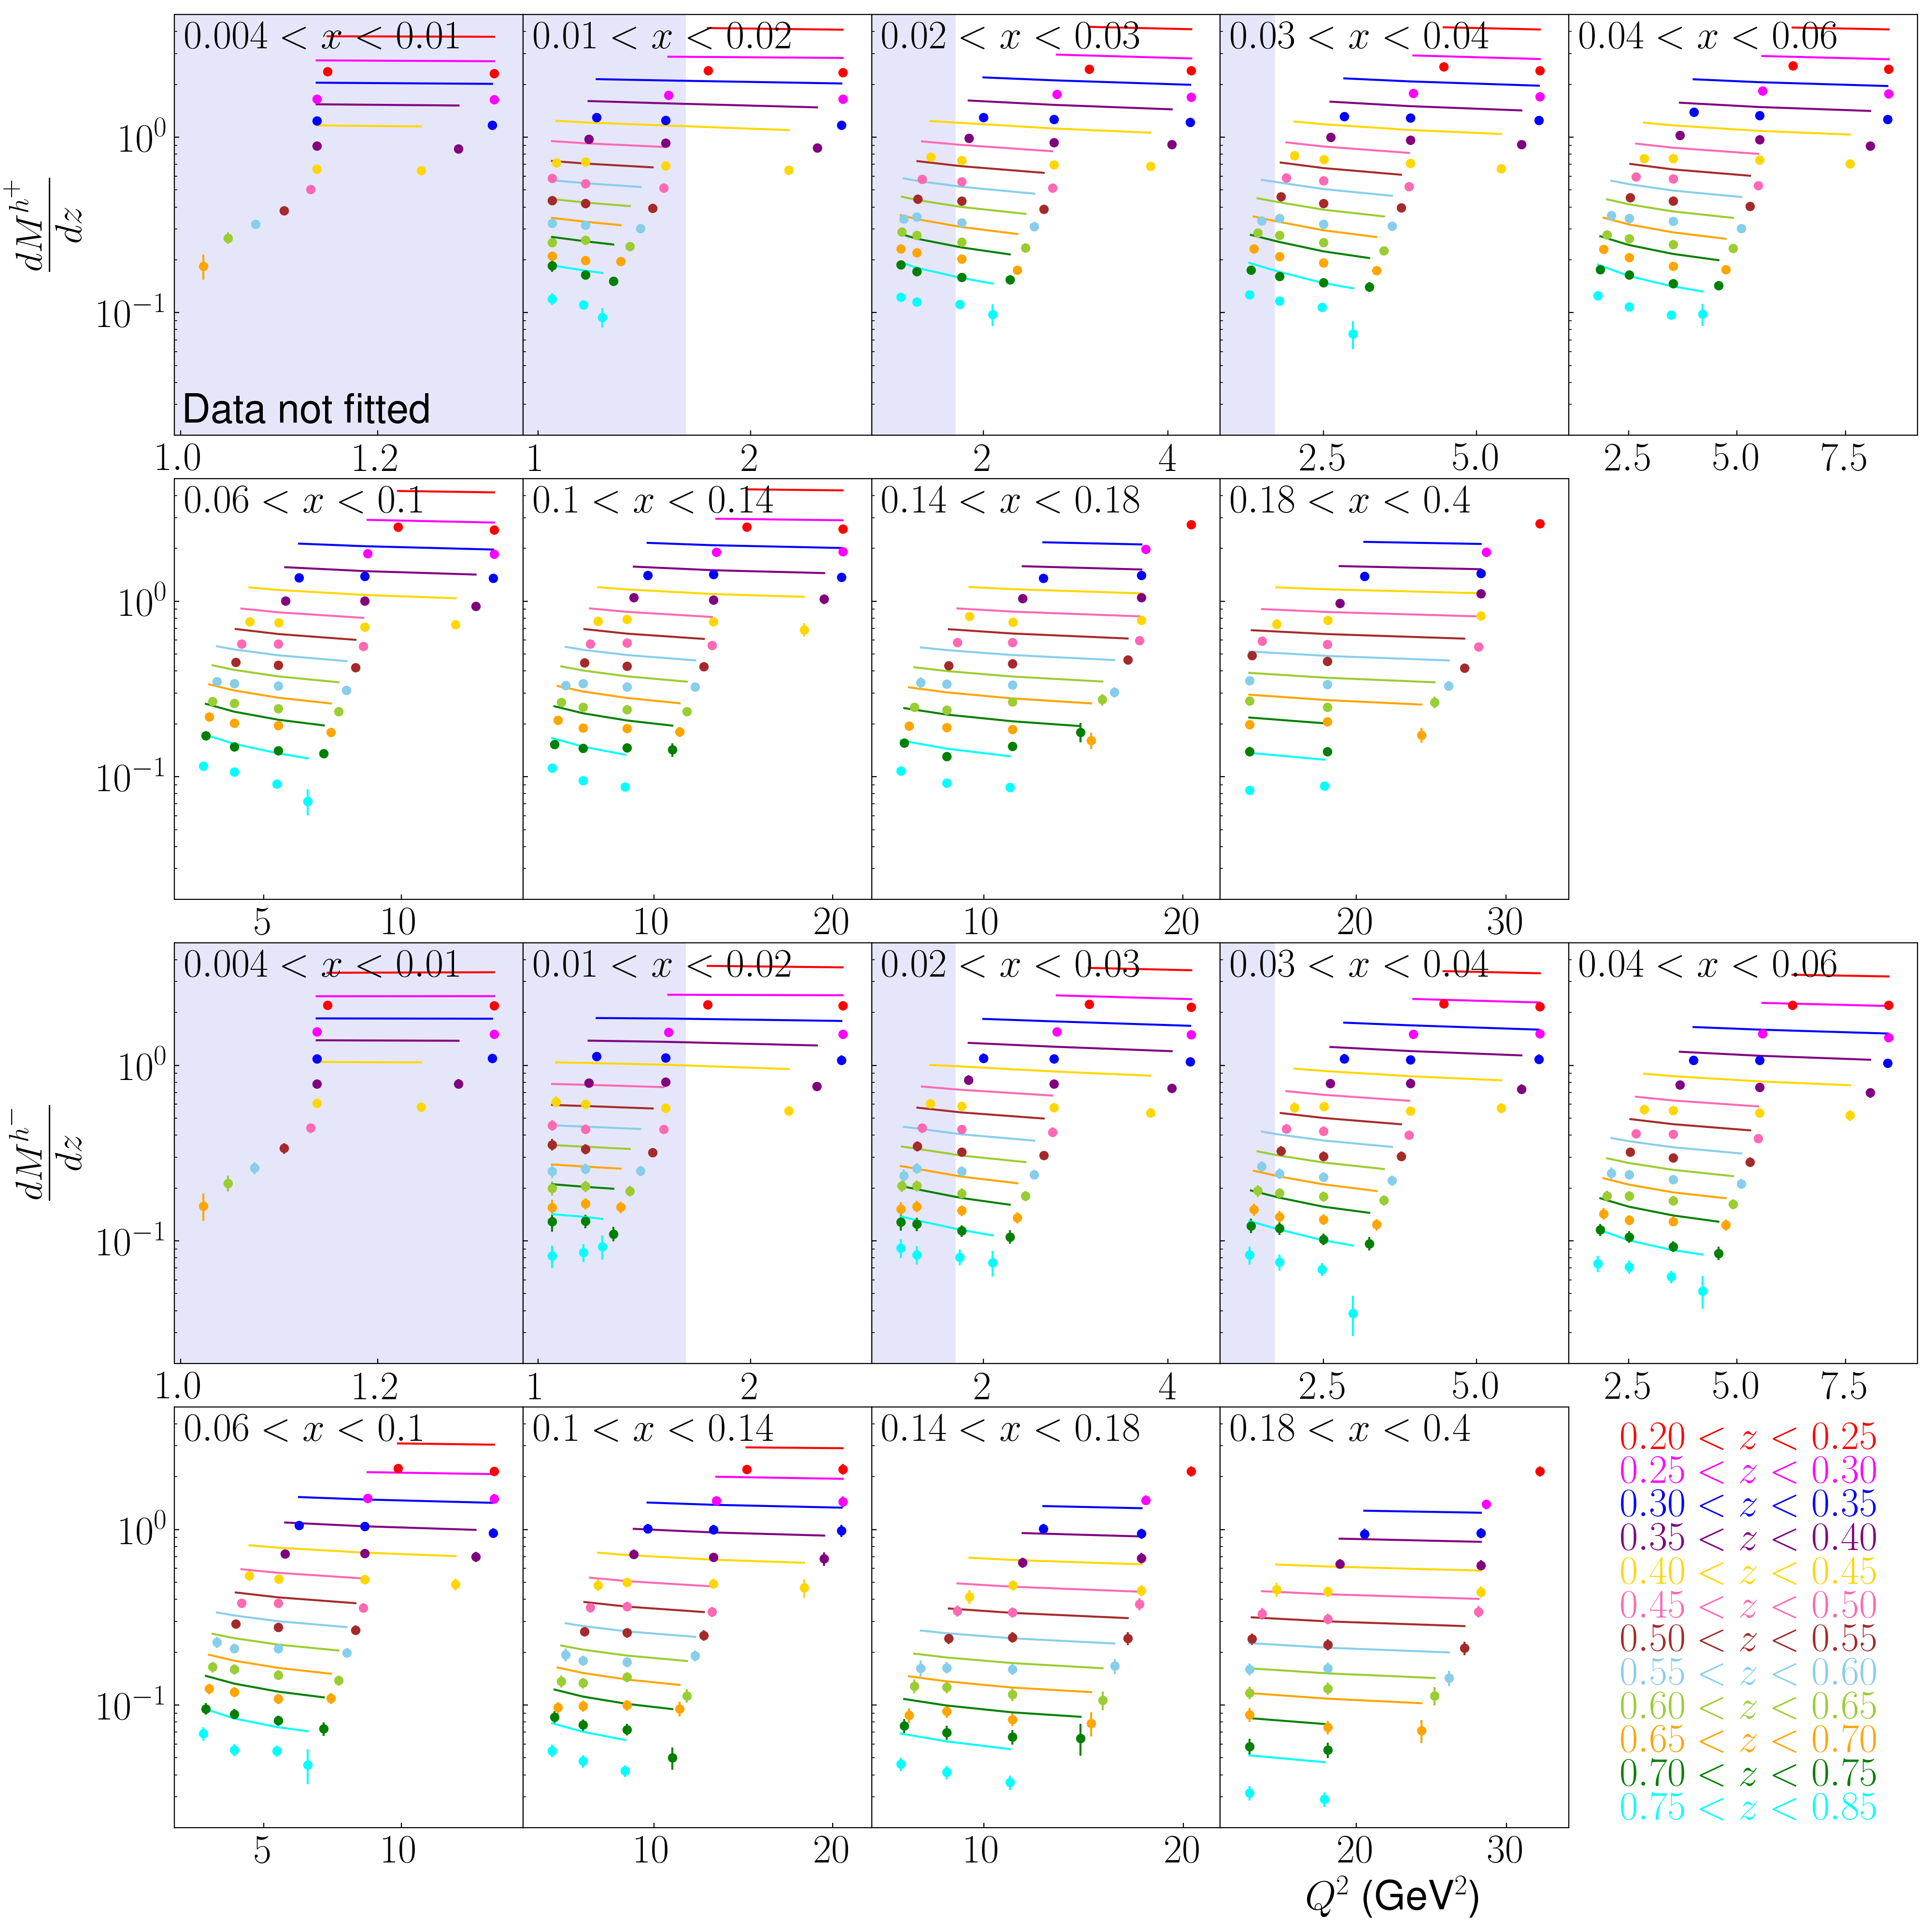 0.004 < x < 0.01 0.01 < x < 0.02 0.02 < x < 0.03 0.03 < x < 0.04 0.04 < x < 0.06
10^0
dM^{h^+}
dz
10^{-1}
Data not fitted
1.0 1.2 1 2 2 4 2.5 5.0 2.5 5.0 7.5
0.06 < x < 0.1 0.1 < x < 0.14 0.14 < x < 0.18 0.18 < x < 0.4
10^0
10^{-1}
5 10 10 20 10 20 20 30
0.004 < x < 0.01 0.01 < x < 0.02 0.02 < x < 0.03 0.03 < x < 0.04 0.04 < x < 0.06
10^0
dM^{h^-}
dz
10^{-1}
1.0 1.2 1 2 2 4 2.5 5.0 2.5 5.0 7.5
0.06 < x < 0.1 0.1 < x < 0.14 0.14 < x < 0.18 0.18 < x < 0.4
10^0
10^{-1}
0.20 < z < 0.25
0.25 < z < 0.30
0.30 < z < 0.35
0.35 < z < 0.40
0.40 < z < 0.45
0.45 < z < 0.50
0.50 < z < 0.55
0.55 < z < 0.60
0.60 < z < 0.65
0.65 < z < 0.70
0.70 < z < 0.75
0.75 < z < 0.85
5 10 10 20 10 20 20 30
Q^2 (GeV^2)